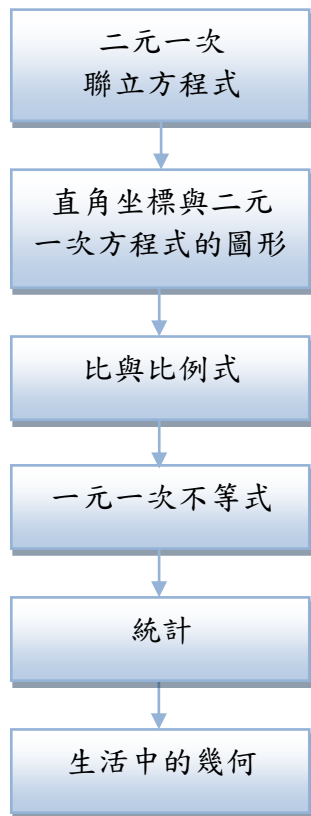 二元一次
聯立方程式
直角坐標與二元
一次方程式的圖形
比與比例式
一元一次不等式
統計
生活中的幾何